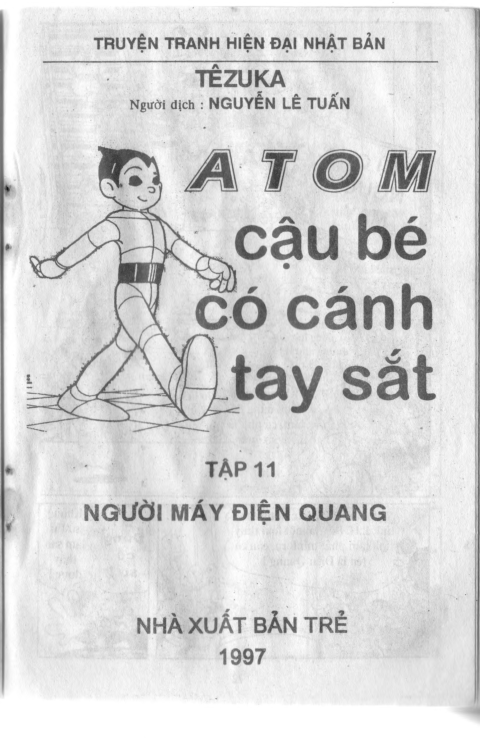 TRUYỆN TRANH HIỆN ĐẠI NHẬT BẢN
TÊZUKA
Người dịch : NGUYỄN LÊ TUẤN
ATOM
cậu bé
có cánh
tay sắt
TẬP 11
NGƯỜI MÁY ĐIỆN QUANG
NHÀ XUẤT BẢN TRẺ
1997